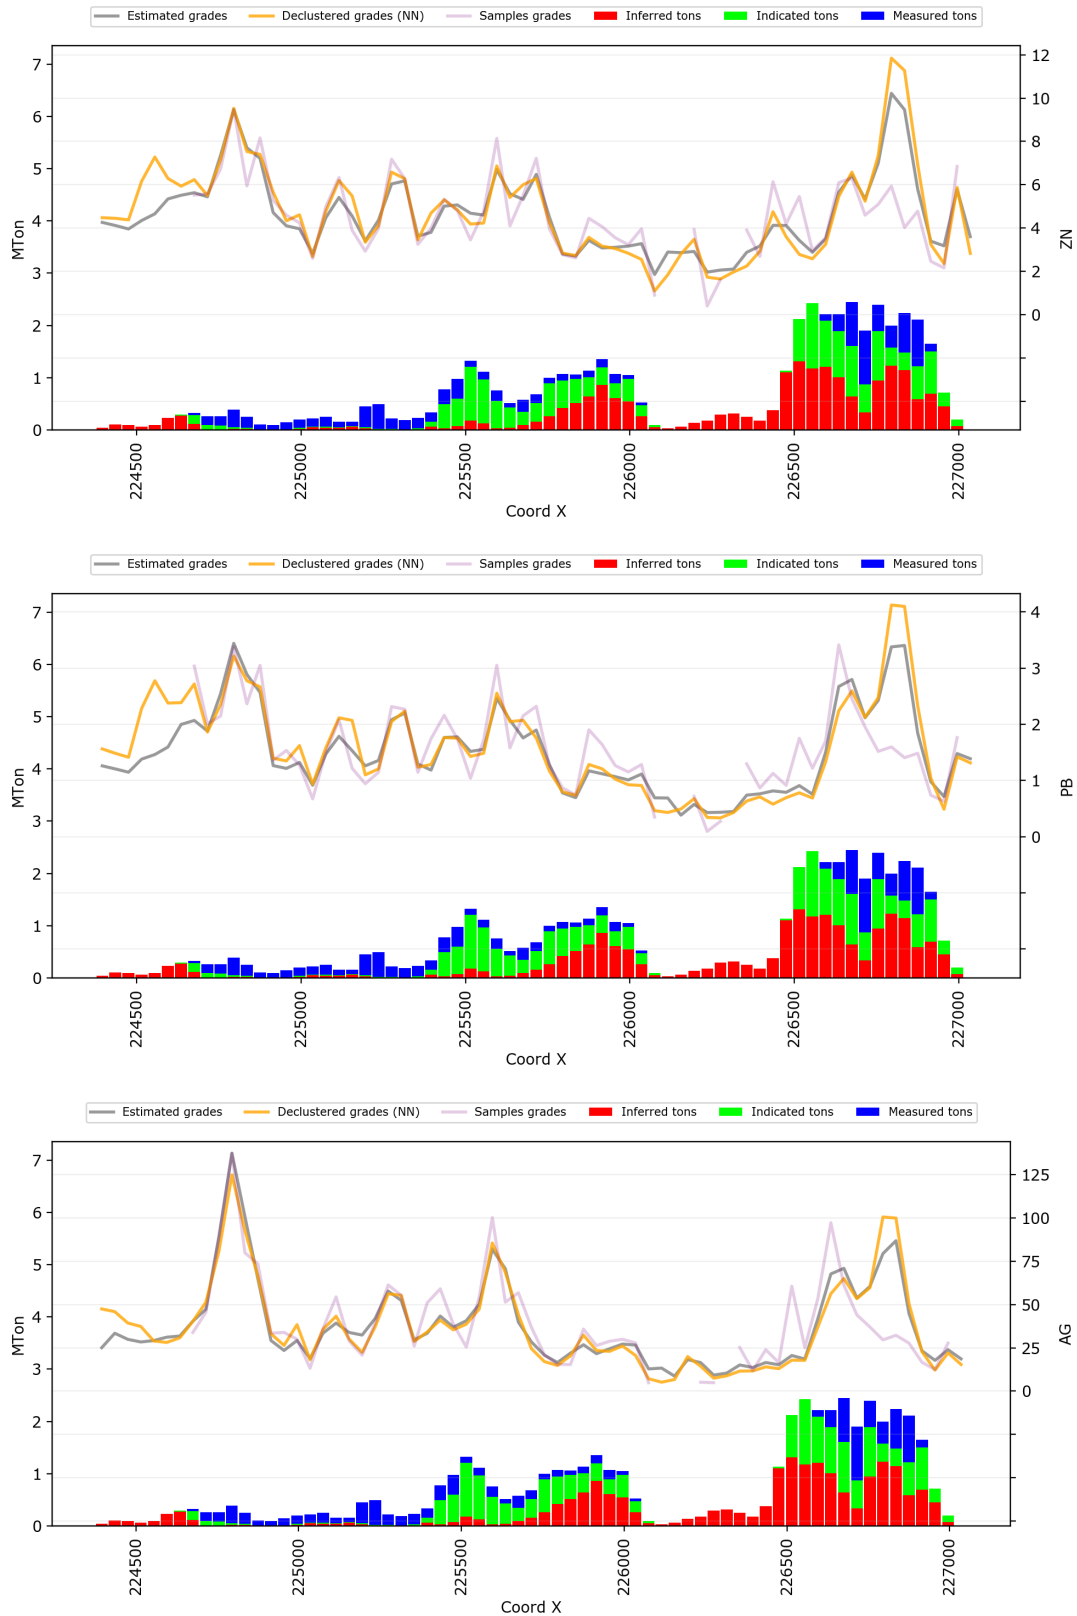 Estimated grades Declustered grades (NN) Samples grades Inferred tons Indicated tons Measured tons
7 6 5 4 3 2 1 0
MTon
12 10 8 6 4 2 0
ZN
224500 225000 225500 226000 226500 227000
Coord X
Estimated grades Declustered grades (NN) Samples grades Inferred tons Indicated tons Measured tons
7 6 5 4 3 2 1 0
MTon
4 3 2 1 0
PB
224500 225000 225500 226000 226500 227000
Coord X
Estimated grades Declustered grades (NN) Samples grades Inferred tons Indicated tons Measured tons
7 6 5 4 3 2 1 0
MTon
125 100 75 50 25 0
AG
224500 225000 225500 226000 226500 227000
Coord X